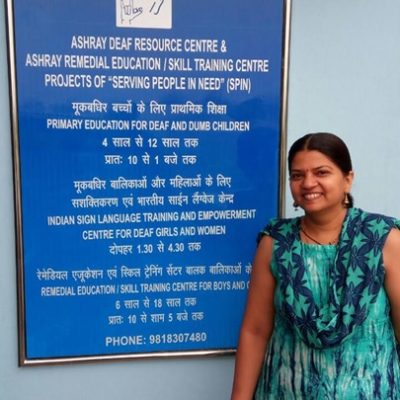 ASHRAY DEAF RESOURCE CENTRE &
ASHRAY REMEDIAL EDUCATION / SKILL TRAINING CENTRE
PROJECTS OF "SERVING PEOPLE IN NEED" (SPIN)
मूकबधिर बच्चों के लिए प्राथमिक शिक्षा
PRIMARY EDUCATION FOR DEAF AND DUMB CHILDREN
4 साल से 12 साल तक
प्रातः 10 से 1 बजे तक
मूकबधिर बालिकाओं और महिलाओं के लिए
सशक्तिकरण एवं भारतीय साईन लैंग्वेज केन्द्र
INDIAN SIGN LANGUAGE TRAINING AND EMPOWERMENT
CENTRE FOR DEAF GIRLS AND WOMEN
दोपहर 1.30 से 4.30 तक
रेमेडियल एजूकेशन एवं स्किल ट्रेनिंग सेंटर बालक बालिकाओं के
REMEDIAL EDUCATION / SKILL TRAINING CENTRE FOR BOYS AND
6 साल से 18 साल तक
प्रातः 10 से शाम 5 बजे तक
PHONE: 9818307480